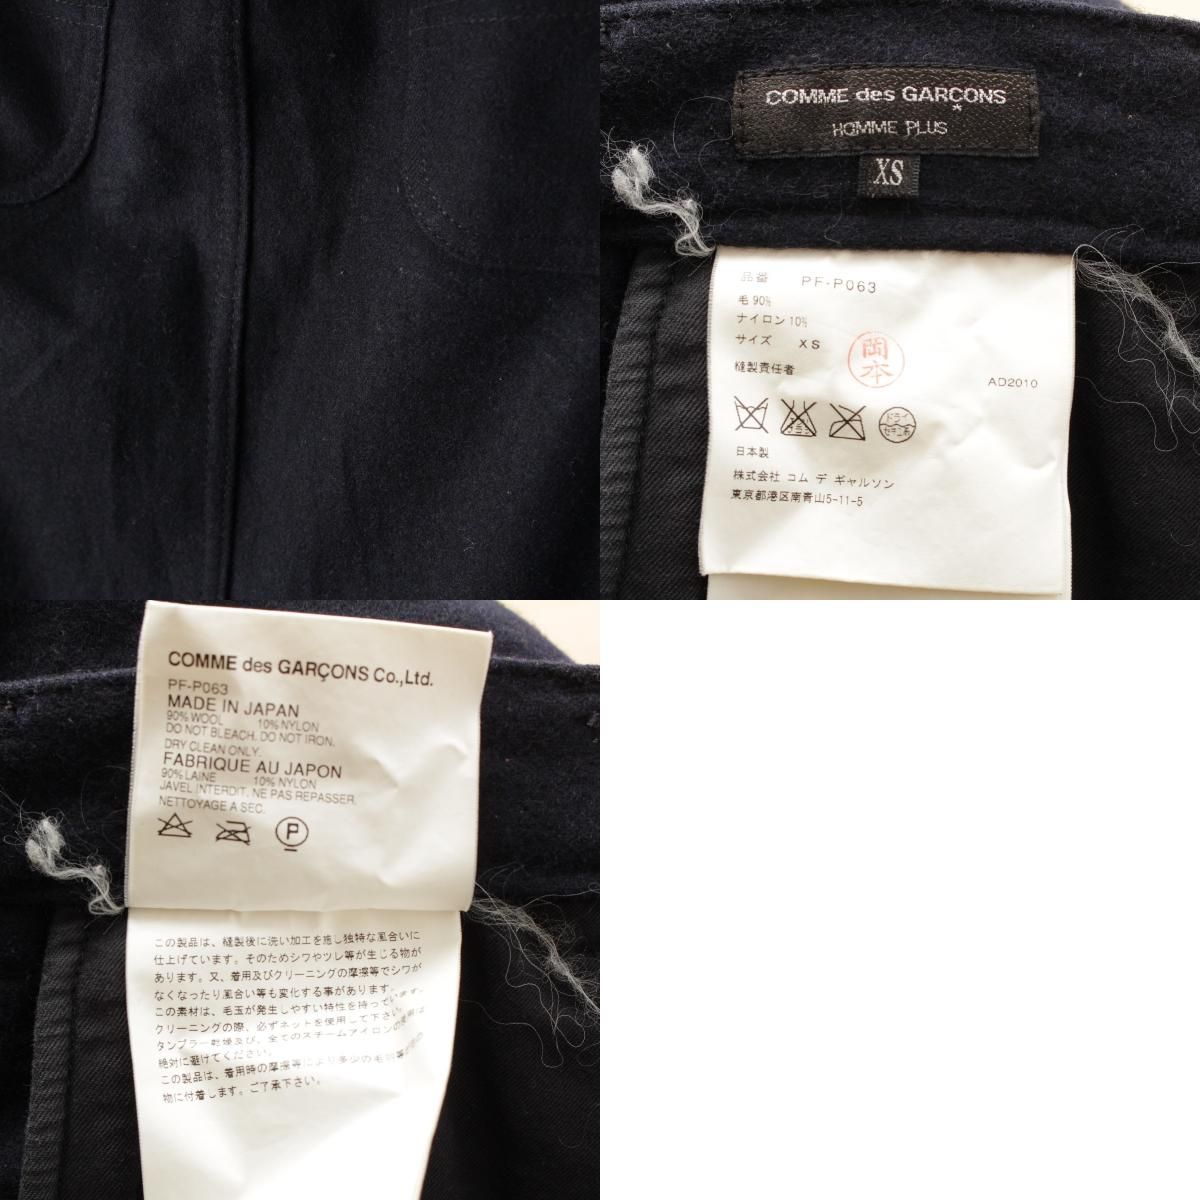 COMME des GARÇONS
*
HOMME PLUS
XS
品番 PF-P063
毛 90%
ナイロン 10%
サイズ XS
縫製責任者
岡本
AD2010
ドライ
セキユ系
日本製
株式会社 コム デ ギャルソン
東京都港区南青山5-11-5
COMME des GARÇONS Co.,Ltd.
PF-P063
MADE IN JAPAN
90% WOOL 10% NYLON
DO NOT BLEACH. DO NOT IRON.
DRY CLEAN ONLY.
FABRIQUE AU JAPON
90% LAINE 10% NYLON
JAVEL INTERDIT. NE PAS REPASSER.
NETTOYAGE A SEC.
P
この製品は、縫製後に洗い加工を施し独特な風合いに
仕上げています。そのためシワやツレ等が生じる物が
あります。又、着用及びクリーニングの摩擦等でシワが
なくなったり風合い等も変化する事があります。
この素材は、毛玉が発生しやすい特性を持っています。
クリーニングの際、必ずネットを使用して下さい。
タンブラー乾燥及び、全てのスチームアイロンの使用は
絶対に避けてください。
この製品は、着用時の摩擦等により多少の毛羽等が他の
物に付着します。ご了承下さい。